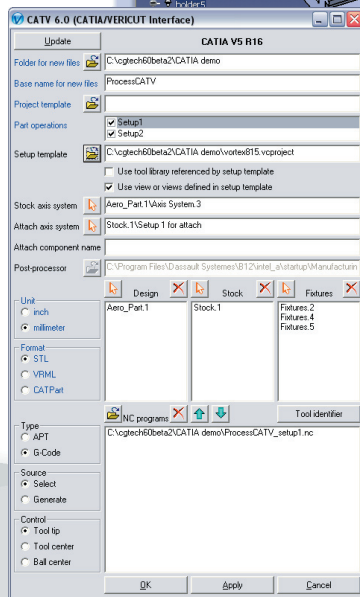 holder5
CATV 6.0 (CATIA/VERICUT Interface)
Update
CATIA V5 R16
Folder for new files
C:\cgtech60beta2\CATIA demo
Base name for new files
ProcessCATV
Project template
Part operations
Setup1
Setup2
Setup template
C:\cgtech60beta2\CATIA demo\vortex815.vcproject
Use tool library referenced by setup template
Use view or views defined in setup template
Stock axis system
Aero_Part.1\Axis System.3
Attach axis system
Stock.1\Setup 1 for attach
Attach component name
Post-processor
C:\Program Files\Dassault Systemes\B12\intel_a\startup\Manufacturin
Unit
inch
millimeter
Design
Stock
Fixtures
Aero_Part.1
Stock.1
Fixtures.2
Fixtures.4
Fixtures.5
Format
STL
VRML
CATPart
NC programs
Tool identifier
Type
APT
G-Code
C:\cgtech60beta2\CATIA demo\ProcessCATV_setup1.nc
Source
Select
Generate
Control
Tool tip
Tool center
Ball center
OK
Apply
Cancel